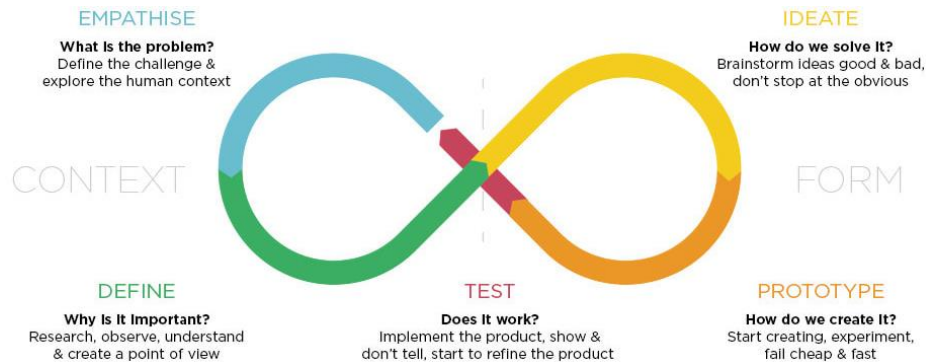 EMPATHISE
What is the problem?
Define the challenge &
explore the human context
IDEATE
How do we solve it?
Brainstorm ideas good & bad,
don't stop at the obvious
CONTEXT
FORM
DEFINE
Why is it important?
Research, observe, understand
& create a point of view
TEST
Does it work?
Implement the product, show &
don't tell, start to refine the product
PROTOTYPE
How do we create it?
Start creating, experiment,
fail cheap & fast